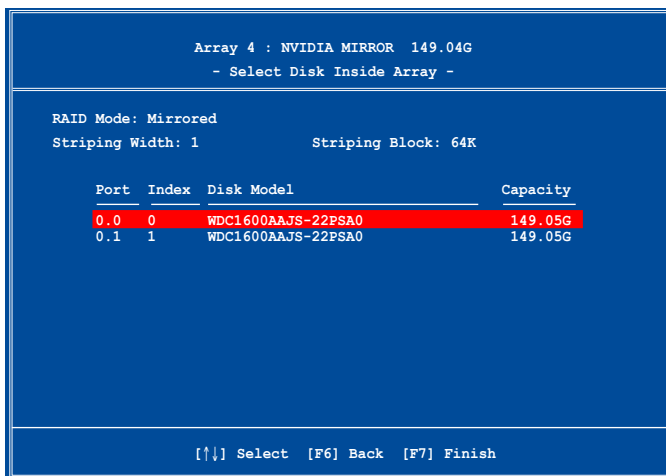 Array 4 : NVIDIA MIRROR 149.04G
- Select Disk Inside Array -
RAID Mode: Mirrored
Striping Width: 1 Striping Block: 64K
Port Index Disk Model Capacity
0.0 0 WDC1600AAJS-22PSA0 149.05G
0.1 1 WDC1600AAJS-22PSA0 149.05G
[↑↓] Select [F6] Back [F7] Finish